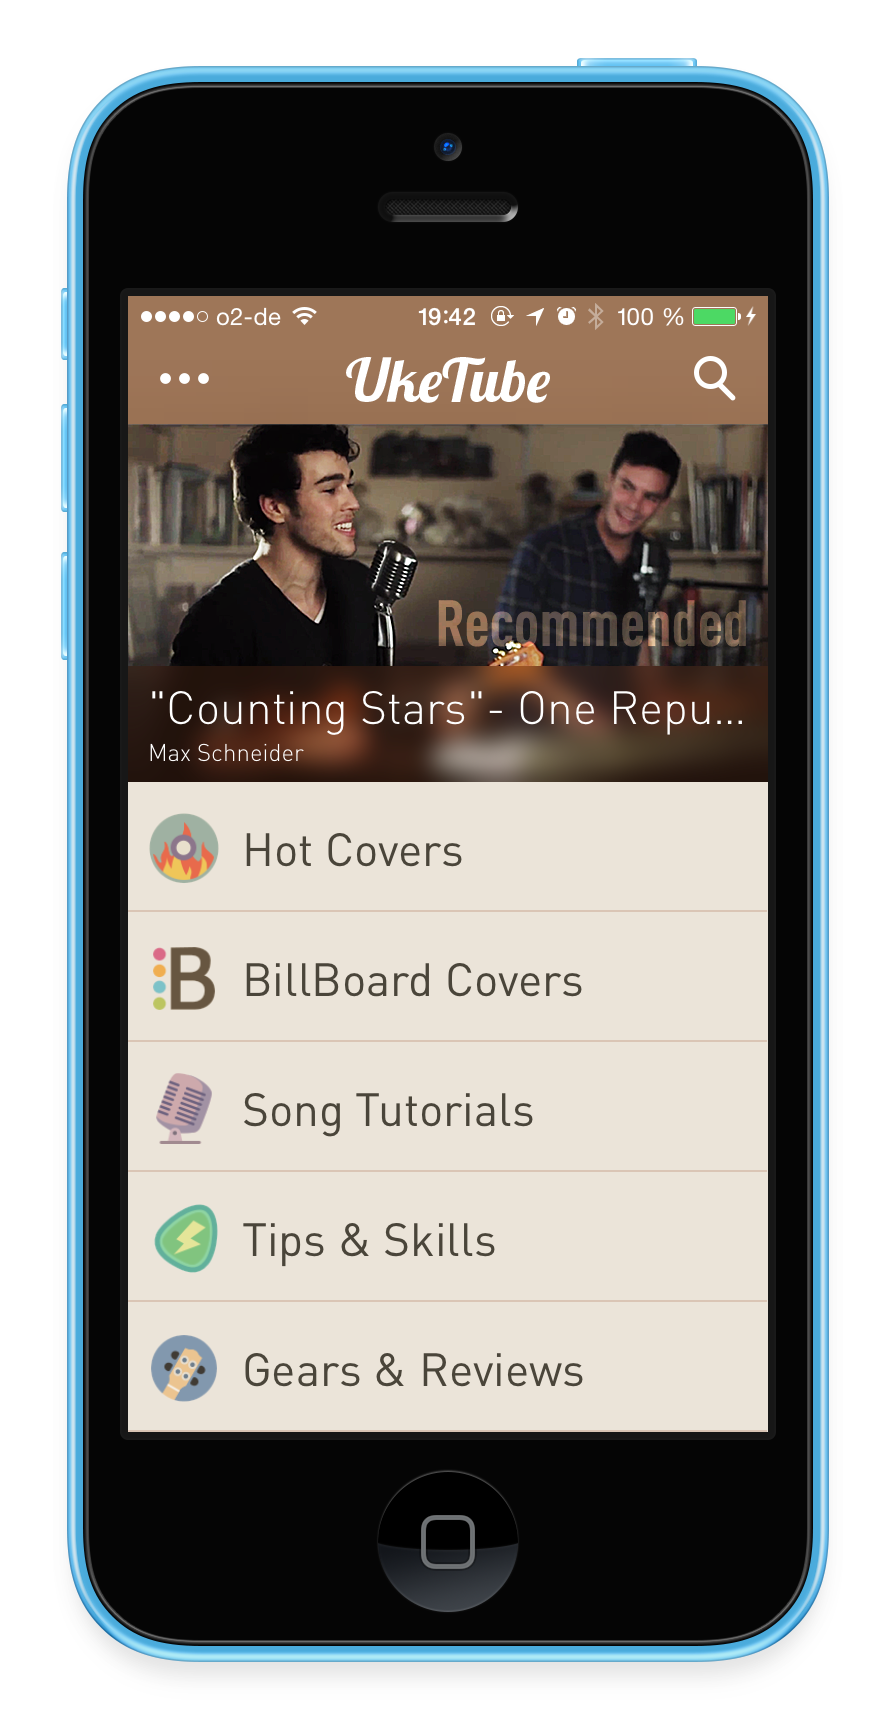 o2-de 19:42 100 %
UkeTube
Recommended
"Counting Stars"- One Repu...
Max Schneider
Hot Covers
B BillBoard Covers
Song Tutorials
Tips & Skills
Gears & Reviews